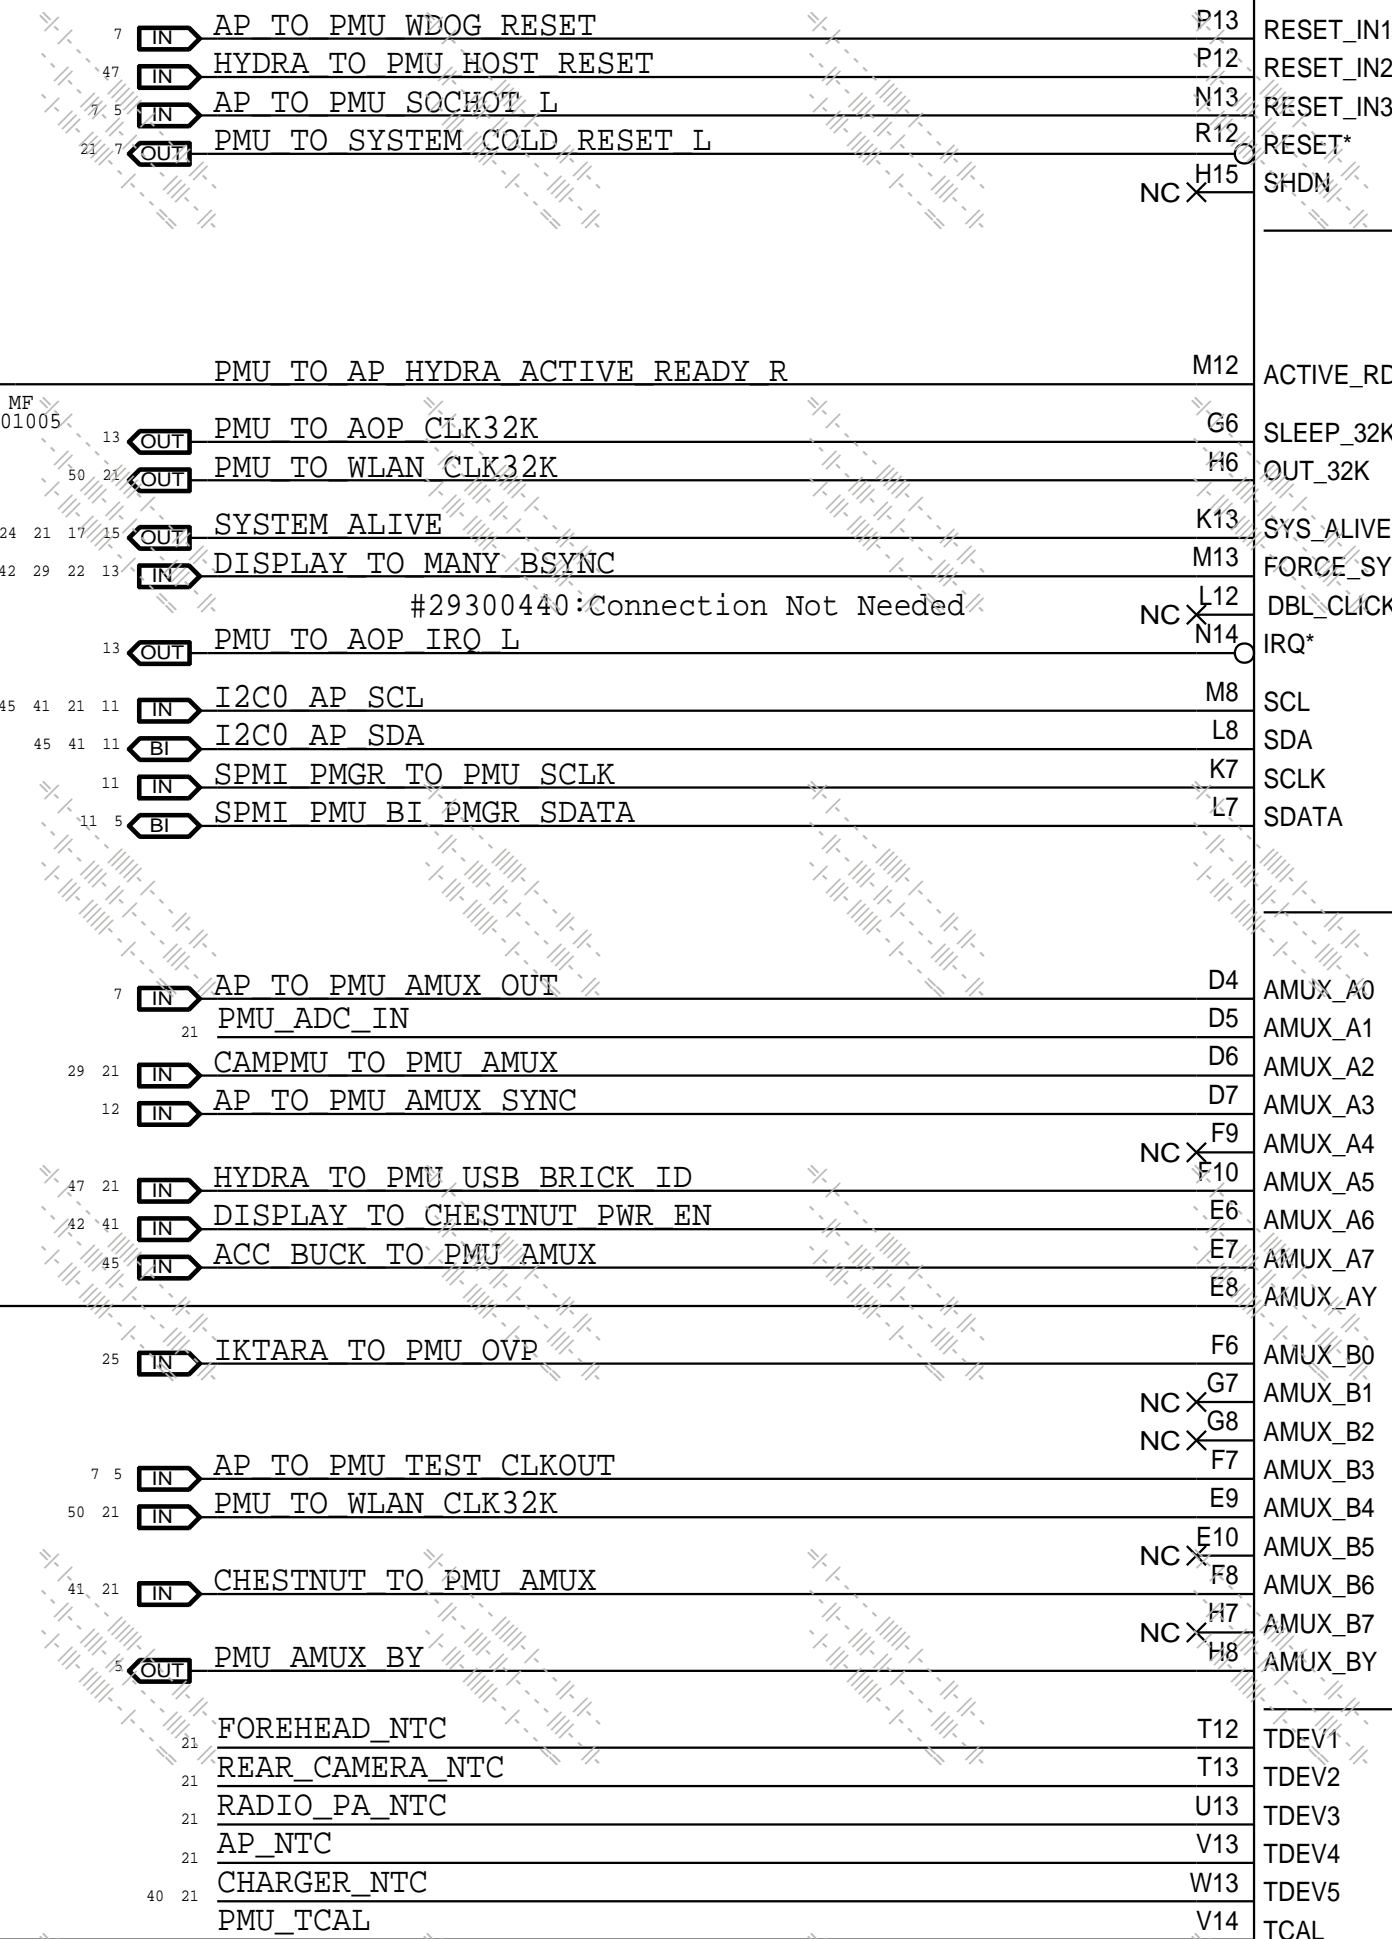 7 IN AP_TO_PMU_WDOG_RESET P13 RESET_IN1
47 IN HYDRA_TO_PMU_HOST_RESET P12 RESET_IN2
7 5 IN AP_TO_PMU_SOCHOT_L N13 RESET_IN3
21 7 OUT PMU_TO_SYSTEM_COLD_RESET_L R12 RESET*
NC H15 SHDN
PMU_TO_AP_HYDRA_ACTIVE_READY_R M12 ACTIVE_RD
MF
01005
13 OUT PMU_TO_AOP_CLK32K G6 SLEEP_32K
50 21 OUT PMU_TO_WLAN_CLK32K H6 OUT_32K
24 21 17 15 OUT SYSTEM_ALIVE K13 SYS_ALIVE
42 29 22 13 IN DISPLAY_TO_MANY_BSYNC M13 FORCE_SY
#29300440:Connection Not Needed NC L12 DBL_CLICK
13 OUT PMU_TO_AOP_IRQ_L N14 IRQ*
45 41 21 11 IN I2C0_AP_SCL M8 SCL
45 41 11 BI I2C0_AP_SDA L8 SDA
11 IN SPMI_PMGR_TO_PMU_SCLK K7 SCLK
11 5 BI SPMI_PMU_BI_PMGR_SDATA L7 SDATA
7 IN AP_TO_PMU_AMUX_OUT D4 AMUX_A0
21 PMU_ADC_IN D5 AMUX_A1
29 21 IN CAMPMU_TO_PMU_AMUX D6 AMUX_A2
12 IN AP_TO_PMU_AMUX_SYNC D7 AMUX_A3
NC F9 AMUX_A4
47 21 IN HYDRA_TO_PMU_USB_BRICK_ID F10 AMUX_A5
42 41 IN DISPLAY_TO_CHESTNUT_PWR_EN E6 AMUX_A6
45 IN ACC_BUCK_TO_PMU_AMUX E7 AMUX_A7
E8 AMUX_AY
25 IN IKTARA_TO_PMU_OVP F6 AMUX_B0
NC G7 AMUX_B1
NC G8 AMUX_B2
7 5 IN AP_TO_PMU_TEST_CLKOUT F7 AMUX_B3
50 21 IN PMU_TO_WLAN_CLK32K E9 AMUX_B4
NC E10 AMUX_B5
41 21 IN CHESTNUT_TO_PMU_AMUX F8 AMUX_B6
NC H7 AMUX_B7
5 OUT PMU_AMUX_BY H8 AMUX_BY
21 FOREHEAD_NTC T12 TDEV1
21 REAR_CAMERA_NTC T13 TDEV2
21 RADIO_PA_NTC U13 TDEV3
21 AP_NTC V13 TDEV4
40 21 CHARGER_NTC W13 TDEV5
PMU_TCAL V14 TCAL